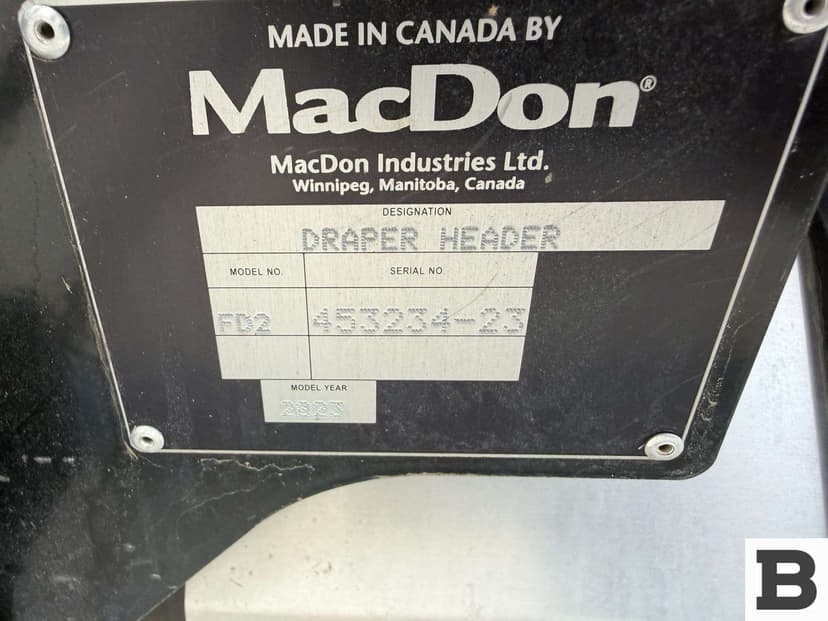 MADE IN CANADA BY
MacDon®
MacDon Industries Ltd.
Winnipeg, Manitoba, Canada
DESIGNATION
DRAPER HEADER
MODEL NO. SERIAL NO.
FD2 453234-23
MODEL YEAR
2023
B